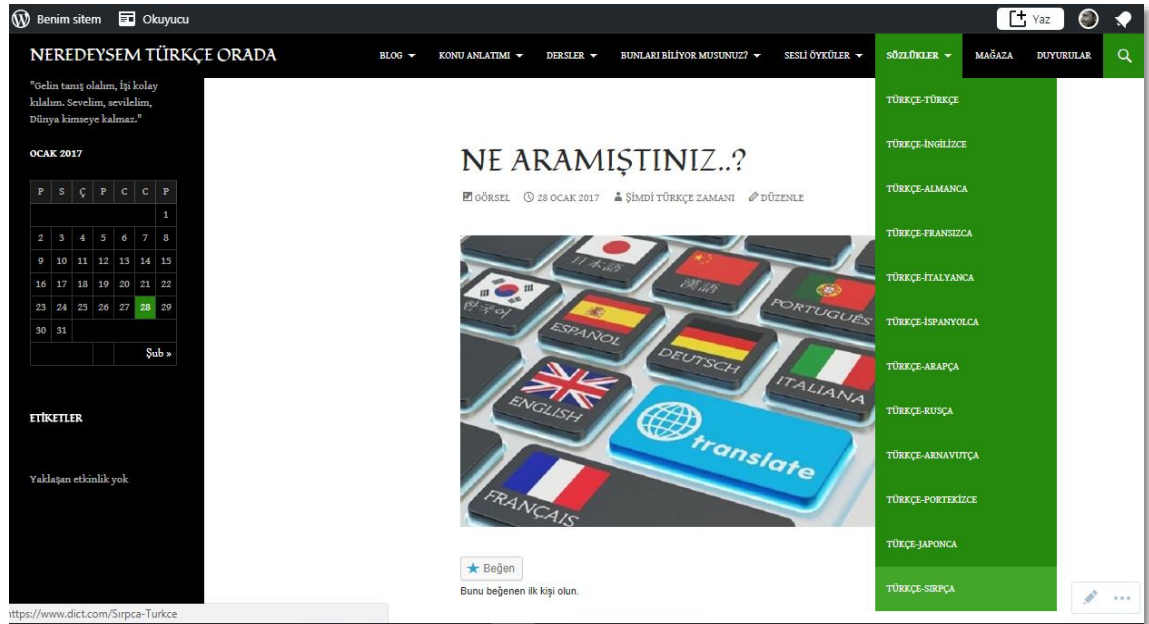 Benim sitem Okuyucu Yaz
NEREDEYSEM TÜRKÇE ORADA
BLOG KONU ANLATIMI DERSLER BUNLARI BİLİYOR MUSUNUZ? SESLİ ÖYKÜLER SÖZLÜKLER MAĞAZA DUYURULAR
"Gelin tanış olalım, İşi kolay
kılalım. Sevelim, sevilelim,
Dünya kimseye kalmaz."
OCAK 2017
P S Ç P C C P
1
2 3 4 5 6 7 8
9 10 11 12 13 14 15
16 17 18 19 20 21 22
23 24 25 26 27 28 29
30 31
Şub »
ETİKETLER
Yaklaşan etkinlik yok
NE ARAMIŞTINIZ..?
GÖRSEL 28 OCAK 2017 ŞİMDİ TÜRKÇE ZAMANI DÜZENLE
日本語
漢語
PORTUGUÊS
한국어
ESPAÑOL
DEUTSCH
ITALIANA
ENGLISH
translate
FRANÇAIS
Beğen
Bunu beğenen ilk kişi olun.
TÜRKÇE-TÜRKÇE
TÜRKÇE-İNGİLİZCE
TÜRKÇE-ALMANCA
TÜRKÇE-FRANSIZCA
TÜRKÇE-İTALYANCA
TÜRKÇE-İSPANYOLCA
TÜRKÇE-ARAPÇA
TÜRKÇE-RUSÇA
TÜRKÇE-ARNAVUTÇA
TÜRKÇE-PORTEKİZCE
TÜKÇE-JAPONCA
TÜRKÇE-SIRPÇA
https://www.dict.com/Sırpca-Turkce